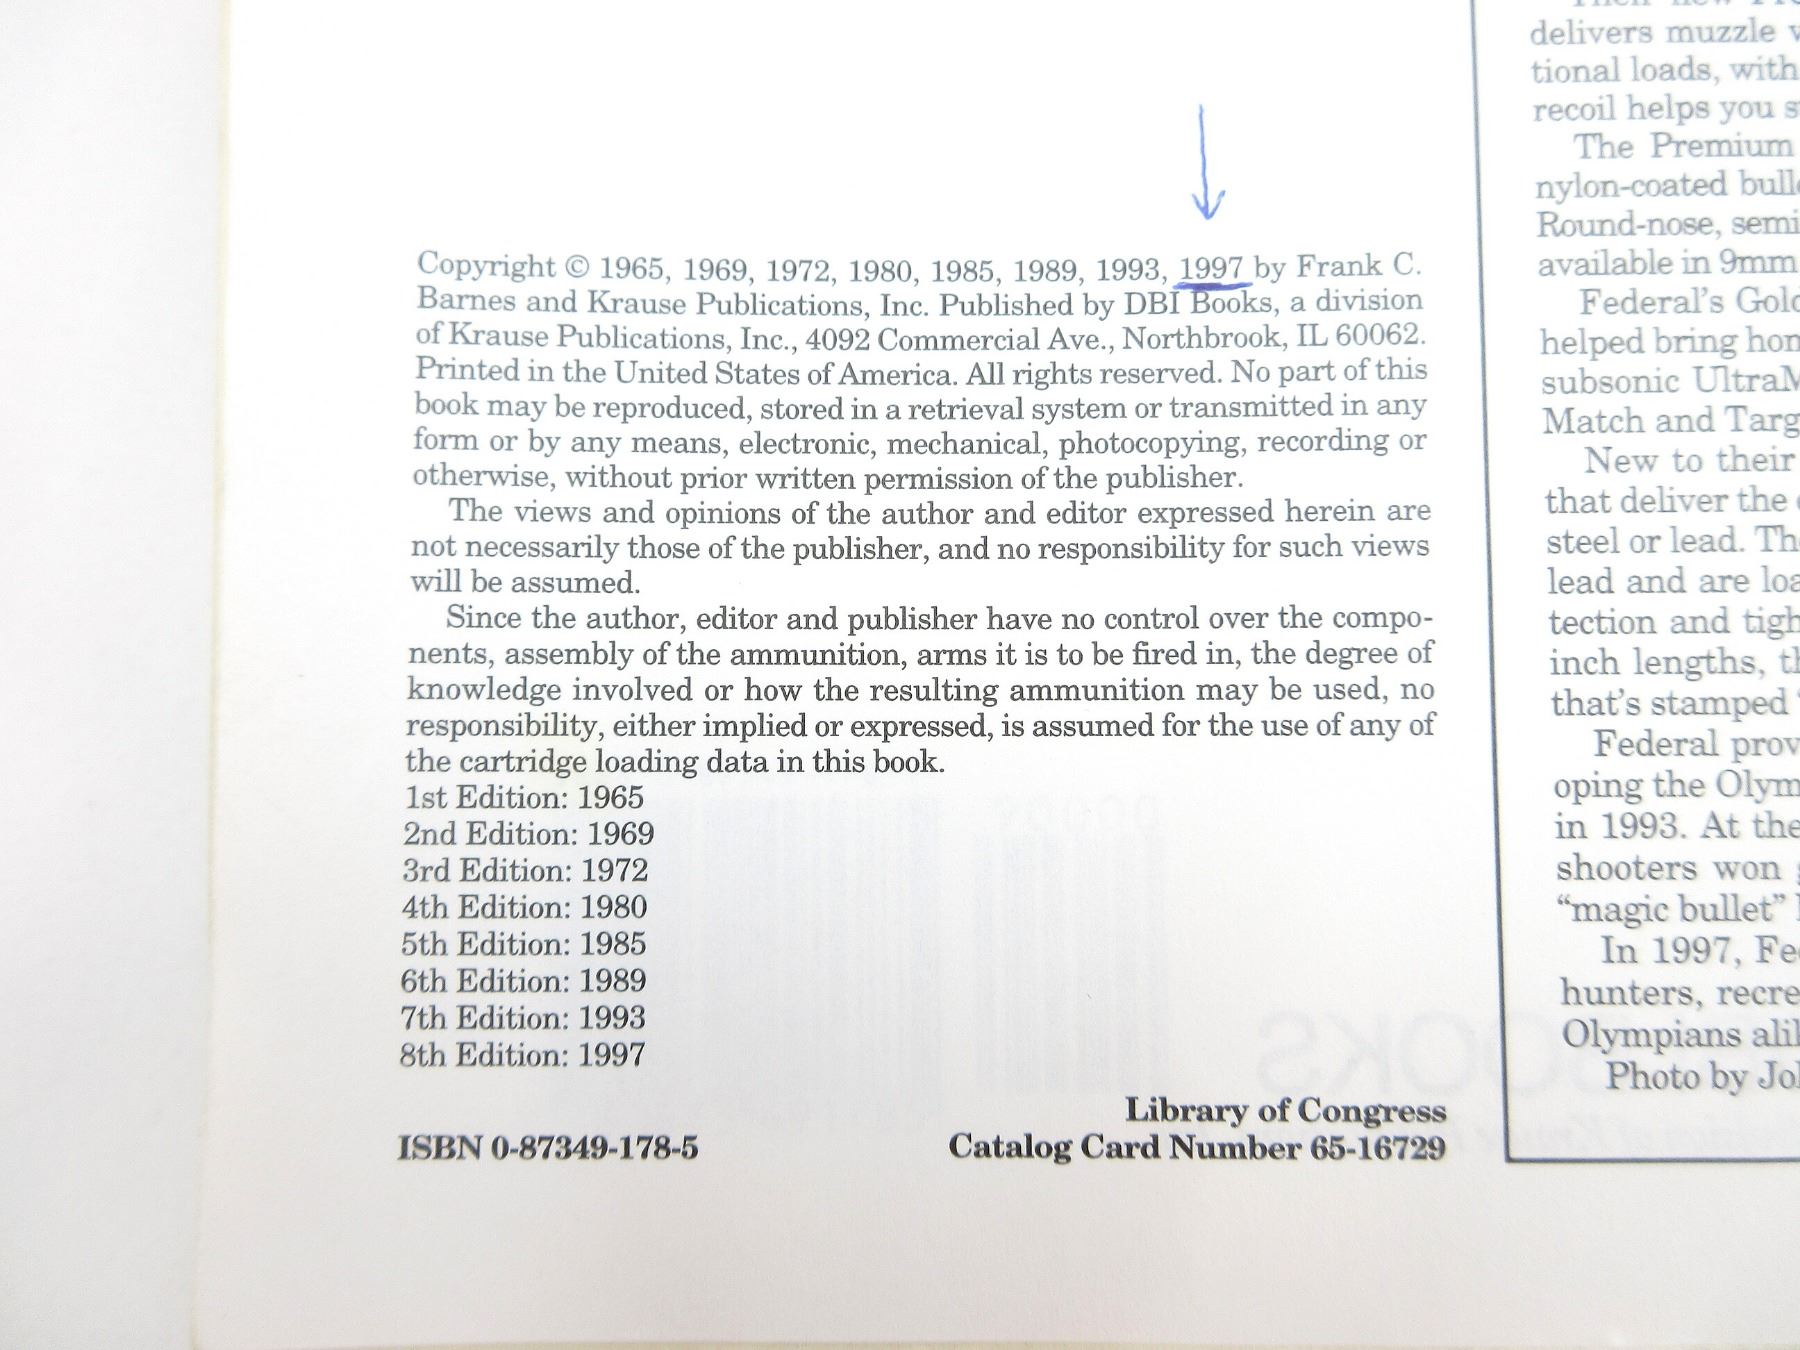 Copyright © 1965, 1969, 1972, 1980, 1985, 1989, 1993, 1997 by Frank C.
Barnes and Krause Publications, Inc. Published by DBI Books, a division
of Krause Publications, Inc., 4092 Commercial Ave., Northbrook, IL 60062.
Printed in the United States of America. All rights reserved. No part of this
book may be reproduced, stored in a retrieval system or transmitted in any
form or by any means, electronic, mechanical, photocopying, recording or
otherwise, without prior written permission of the publisher.
The views and opinions of the author and editor expressed herein are
not necessarily those of the publisher, and no responsibility for such views
will be assumed.
Since the author, editor and publisher have no control over the compo-
nents, assembly of the ammunition, arms it is to be fired in, the degree of
knowledge involved or how the resulting ammunition may be used, no
responsibility, either implied or expressed, is assumed for the use of any of
the cartridge loading data in this book.
1st Edition: 1965
2nd Edition: 1969
3rd Edition: 1972
4th Edition: 1980
5th Edition: 1985
6th Edition: 1989
7th Edition: 1993
8th Edition: 1997
Library of Congress
ISBN 0-87349-178-5 Catalog Card Number 65-16729
delivers muzzle
tional loads, with
recoil helps you
The Premium
nylon-coated
Round-nose,
available in 9mm
Federal's
helped bring
subsonic
Match and
New to their
that deliver the
steel or lead.
lead and are
tection and
inch lengths,
that's stamped
Federal
oping the
in 1993. At the
shooters won
"magic bullet"
In 1997,
hunters,
Olympians
Photo by